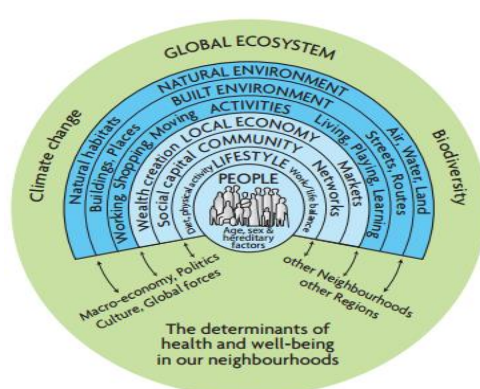 GLOBAL ECOSYSTEM
Climate change
Biodiversity
NATURAL ENVIRONMENT
Natural habitats
Air, Water, Land
BUILT ENVIRONMENT
Buildings, Places
Streets, Routes
ACTIVITIES
Working Shopping, Moving
Living, Playing, Learning
LOCAL ECONOMY
Wealth creation
Markets
COMMUNITY
Social capital
Networks
LIFESTYLE
Diet, physical activity
Work/life balance
PEOPLE
Age, sex &
hereditary
factors
Macro-economy, Politics
Culture, Global forces
other Neighbourhoods
other Regions
The determinants of
health and well-being
in our neighbourhoods